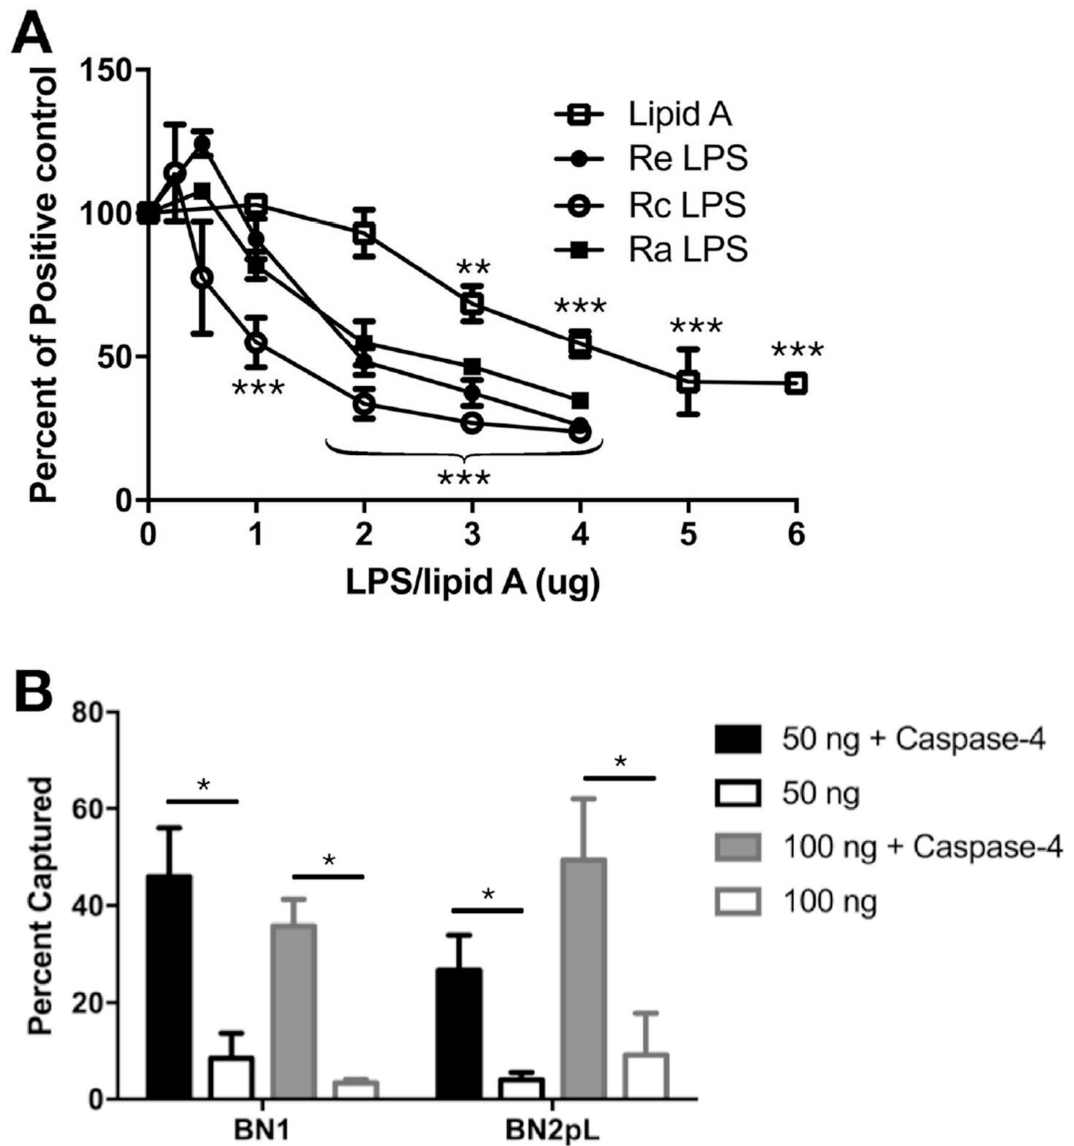 A
Percent of Positive control
150
100
50
0
Lipid A
Re LPS
Rc LPS
Ra LPS
**
***
***
***
***
***
0 1 2 3 4 5 6
LPS/lipid A (ug)
B
Percent Captured
80
60
40
20
0
*
*
*
*
50 ng + Caspase-4
50 ng
100 ng + Caspase-4
100 ng
BN1 BN2pL